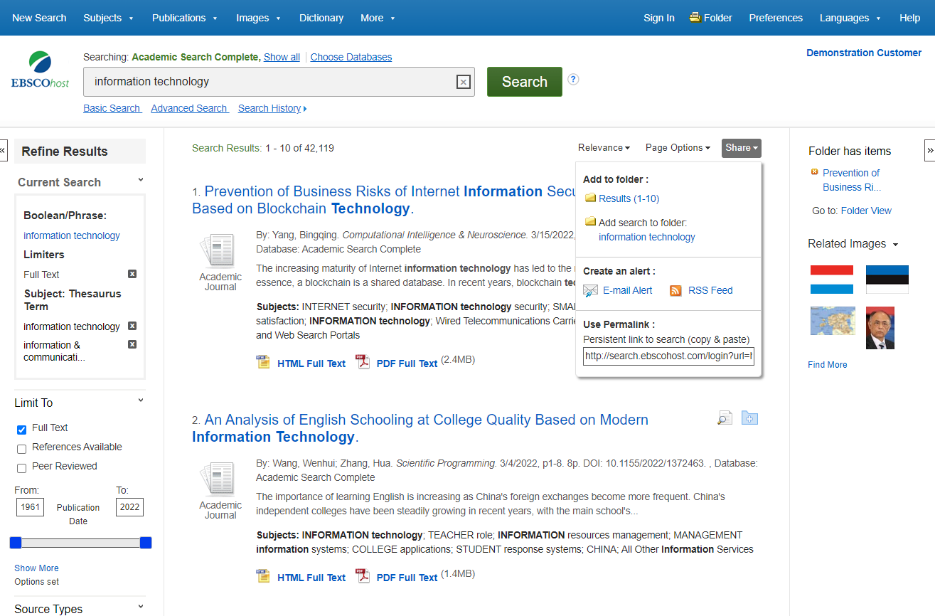 New Search Subjects Publications Images Dictionary More Sign In Folder Preferences Languages Help
Demonstration Customer
EBSCOhost
Searching: Academic Search Complete, Show all Choose Databases
information technology
Search
?
Basic Search Advanced Search Search History
« Refine Results
Current Search
Boolean/Phrase:
information technology
Limiters
Full Text
Subject: Thesaurus
Term
information technology
information &
communicati...
Limit To
Full Text
References Available
Peer Reviewed
From: To:
1961 Publication 2022
Date
Show More
Options set
Source Types
Search Results: 1 - 10 of 42,119
Relevance Page Options Share
1. Prevention of Business Risks of Internet Information Secu
Based on Blockchain Technology.
Academic
Journal
By: Yang, Bingqing. Computational Intelligence & Neuroscience. 3/15/2022,
Database: Academic Search Complete
The increasing maturity of Internet information technology has led to the
essence, a blockchain is a shared database. In recent years, blockchain
Subjects: INTERNET security; INFORMATION technology security; SMA
satisfaction; INFORMATION technology; Wired Telecommunications Carri
and Web Search Portals
HTML Full Text PDF Full Text (2.4MB)
Add to folder :
Results (1-10)
Add search to folder:
information technology
Create an alert :
E-mail Alert RSS Feed
Use Permalink :
Persistent link to search (copy & paste)
http://search.ebscohost.com/login?url=
2. An Analysis of English Schooling at College Quality Based on Modern
Information Technology.
Academic
Journal
By: Wang, Wenhui; Zhang, Hua. Scientific Programming. 3/4/2022, p1-8. 8p. DOI: 10.1155/2022/1372463. , Database:
Academic Search Complete
The importance of learning English is increasing as China's foreign exchanges become more frequent. China's
independent colleges have been steadily growing in recent years, with the main school's...
Subjects: INFORMATION technology; TEACHER role; INFORMATION resources management; MANAGEMENT
information systems; COLLEGE applications; STUDENT response systems; CHINA; All Other Information Services
HTML Full Text PDF Full Text (1.4MB)
Folder has items »
Prevention of
Business Ri...
Go to: Folder View
Related Images
Find More